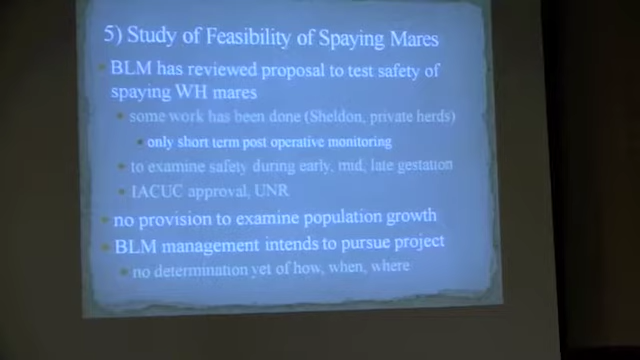 5) Study of Feasibility of Spaying Mares
BLM has reviewed proposal to test safety of
spaying WH mares
some work has been done (Sheldon, private herds)
only short term post operative monitoring
to examine safety during early, mid, late gestation
IACUC approval, UNR
no provision to examine population growth
BLM management intends to pursue project
no determination yet of how, when, where